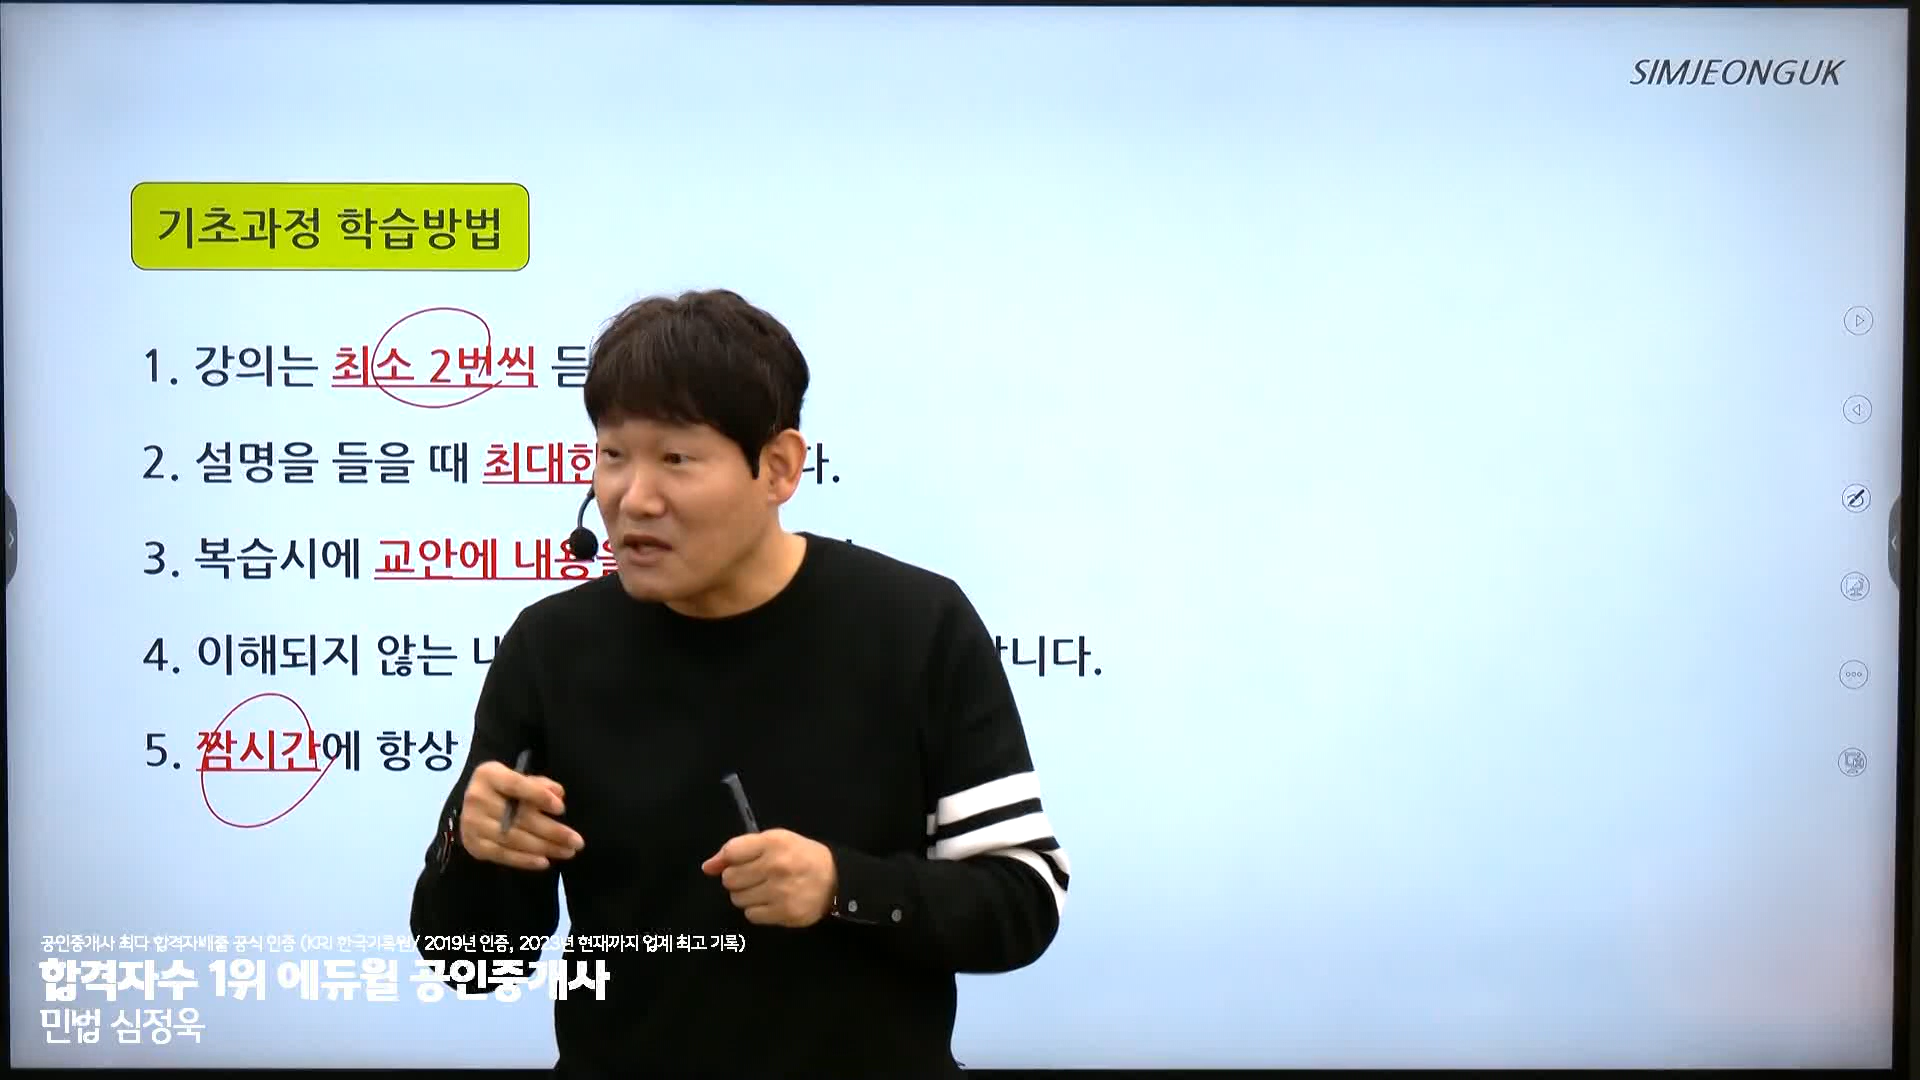 SIMJEONGUK
기초과정 학습방법
1. 강의는 최소 2번씩 듣
2. 설명을 들을 때 최대한 다.
3. 복습시에 교안에 내용을
4. 이해되지 않는 니다.
5. 짬시간에 항상
공인중개사 최다 합격자배출 공식 인증 (KRI 한국기록원/ 2019년 인증, 2023년 현재까지 업계 최고 기록)
합격자수 1위 에듀윌 공인중개사
민법 심정욱